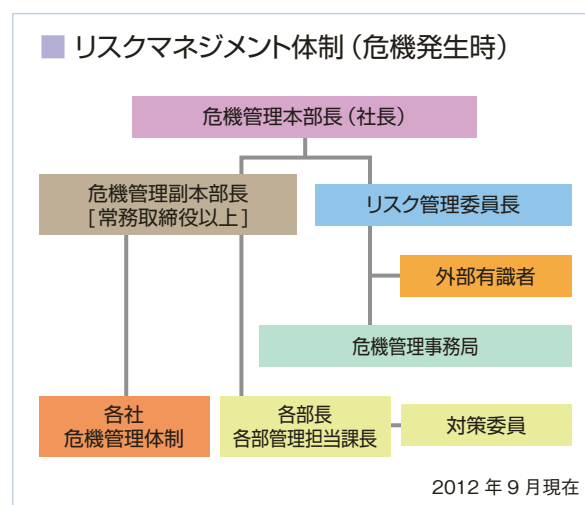 リスクマネジメント体制（危機発生時）
危機管理本部長（社長）
危機管理副本部長
［常務取締役以上］
リスク管理委員長
外部有識者
危機管理事務局
各社
危機管理体制
各部長
各部管理担当課長
対策委員
2012年9月現在